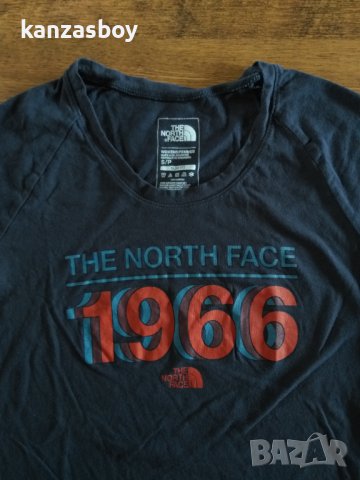 kanzasboy
THE
NORTH
FACE
S/P
THE NORTH FACE
1966
THE
NORTH
FACE
BAZAR